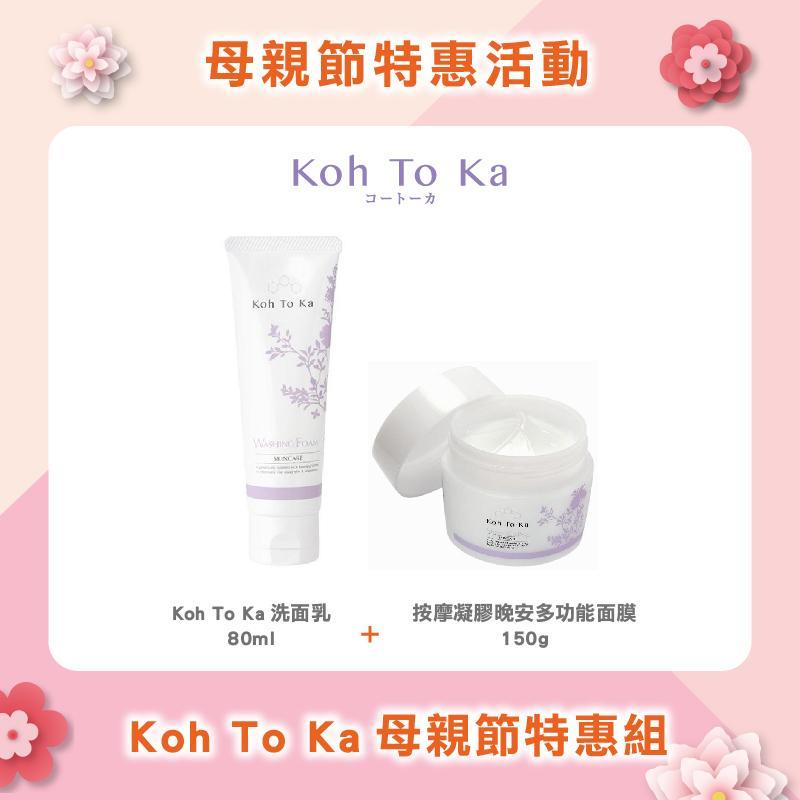 母親節特惠活動
Koh To Ka
コートーカ
Koh To Ka
WASHING FOAM
SKINCARE
Koh To Ka
Koh To Ka 洗面乳
80ml
+
按摩凝膠晚安多功能面膜
150g
Koh To Ka 母親節特惠組